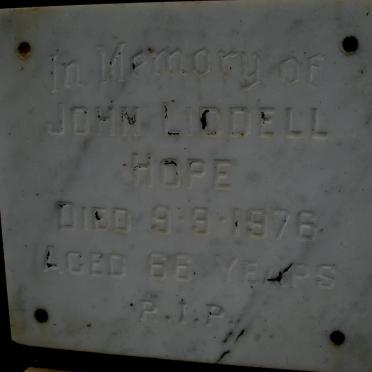 In Memory of
JOHN LIDDELL
HOPE
DIED 9·9·1976
AGED 66 YEARS
R.I.P.